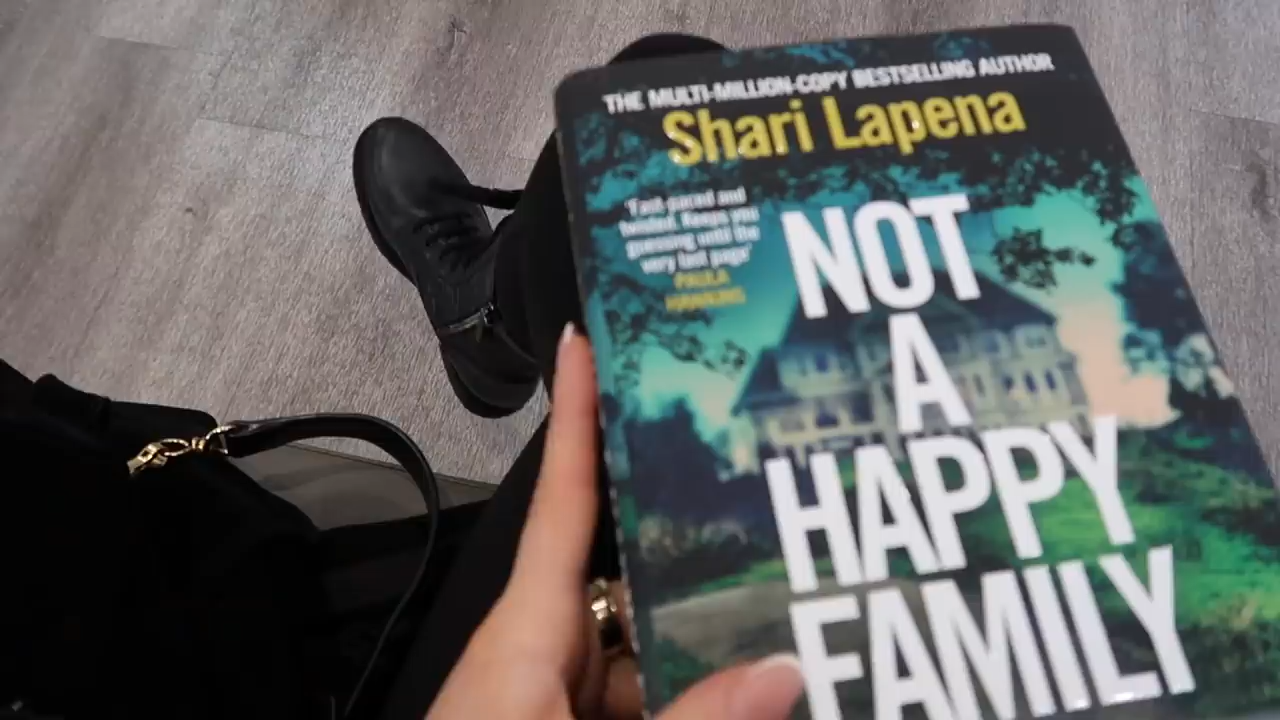 THE MULTI-MILLION-COPY BESTSELLING AUTHOR
Shari Lapena
'Fast-paced and
twisted. Keeps you
guessing until the
very last page'
PAULA
HAWKINS
NOT
A
HAPPY
FAMILY